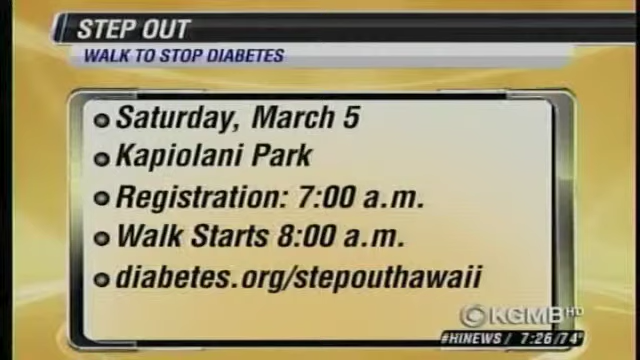 STEP OUT
WALK TO STOP DIABETES
Saturday, March 5
Kapiolani Park
Registration: 7:00 a.m.
Walk Starts 8:00 a.m.
diabetes.org/stepouthawaii
KGMB HD
#HINEWS / 7:26/74°